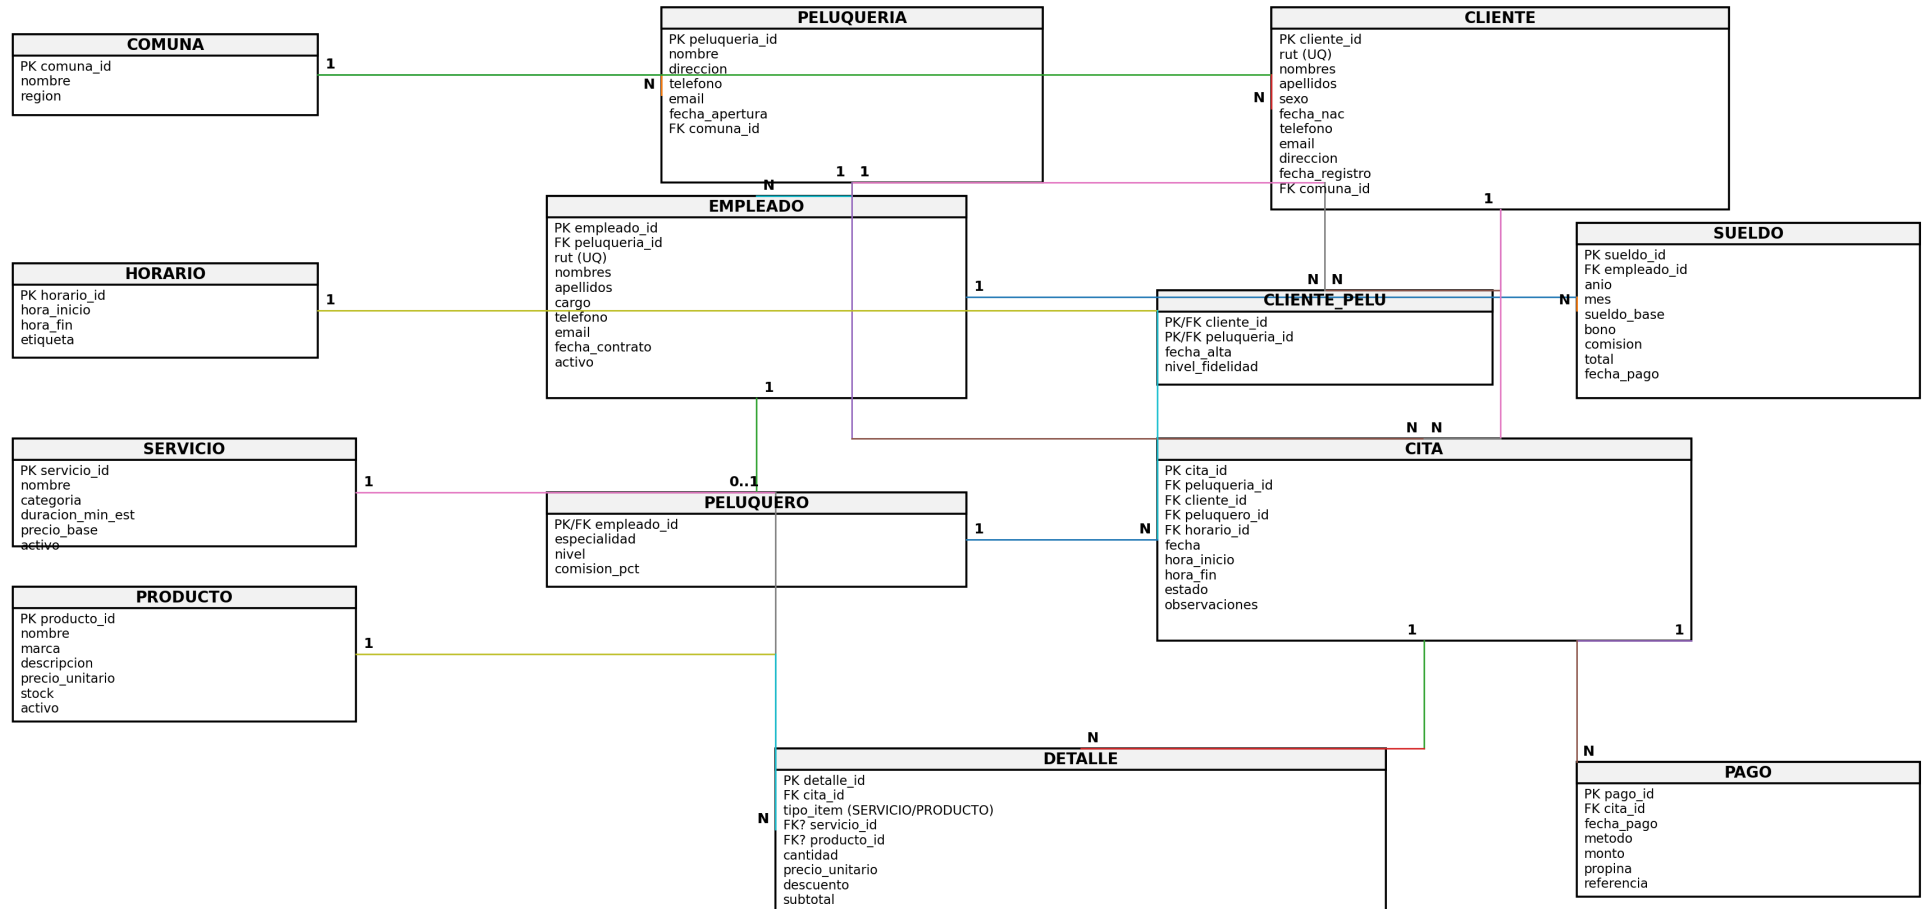 COMUNA
PK comuna_id
nombre
region
1
PELUQUERIA
PK peluqueria_id
nombre
direccion
telefono
email
fecha_apertura
FK comuna_id
N
1 1
CLIENTE
PK cliente_id
rut (UQ)
nombres
apellidos
sexo
fecha_nac
telefono
email
direccion
fecha_registro
FK comuna_id
N
1
EMPLEADO
PK empleado_id
FK peluqueria_id
rut (UQ)
nombres
apellidos
cargo
telefono
email
fecha_contrato
activo
N
1
1
SUELDO
PK sueldo_id
FK empleado_id
anio
mes
sueldo_base
bono
comision
total
fecha_pago
N
HORARIO
PK horario_id
hora_inicio
hora_fin
etiqueta
1
N N
CLIENTE_PELU
PK/FK cliente_id
PK/FK peluqueria_id
fecha_alta
nivel_fidelidad
SERVICIO
PK servicio_id
nombre
categoria
duracion_min_est
precio_base
activo
1
0..1
PELUQUERO
PK/FK empleado_id
especialidad
nivel
comision_pct
1
N
N N
CITA
PK cita_id
FK peluqueria_id
FK cliente_id
FK peluquero_id
FK horario_id
fecha
hora_inicio
hora_fin
estado
observaciones
1
1
PRODUCTO
PK producto_id
nombre
marca
descripcion
precio_unitario
stock
activo
1
N
DETALLE
PK detalle_id
FK cita_id
tipo_item (SERVICIO/PRODUCTO)
FK? servicio_id
FK? producto_id
cantidad
precio_unitario
descuento
subtotal
N
N
PAGO
PK pago_id
FK cita_id
fecha_pago
metodo
monto
propina
referencia